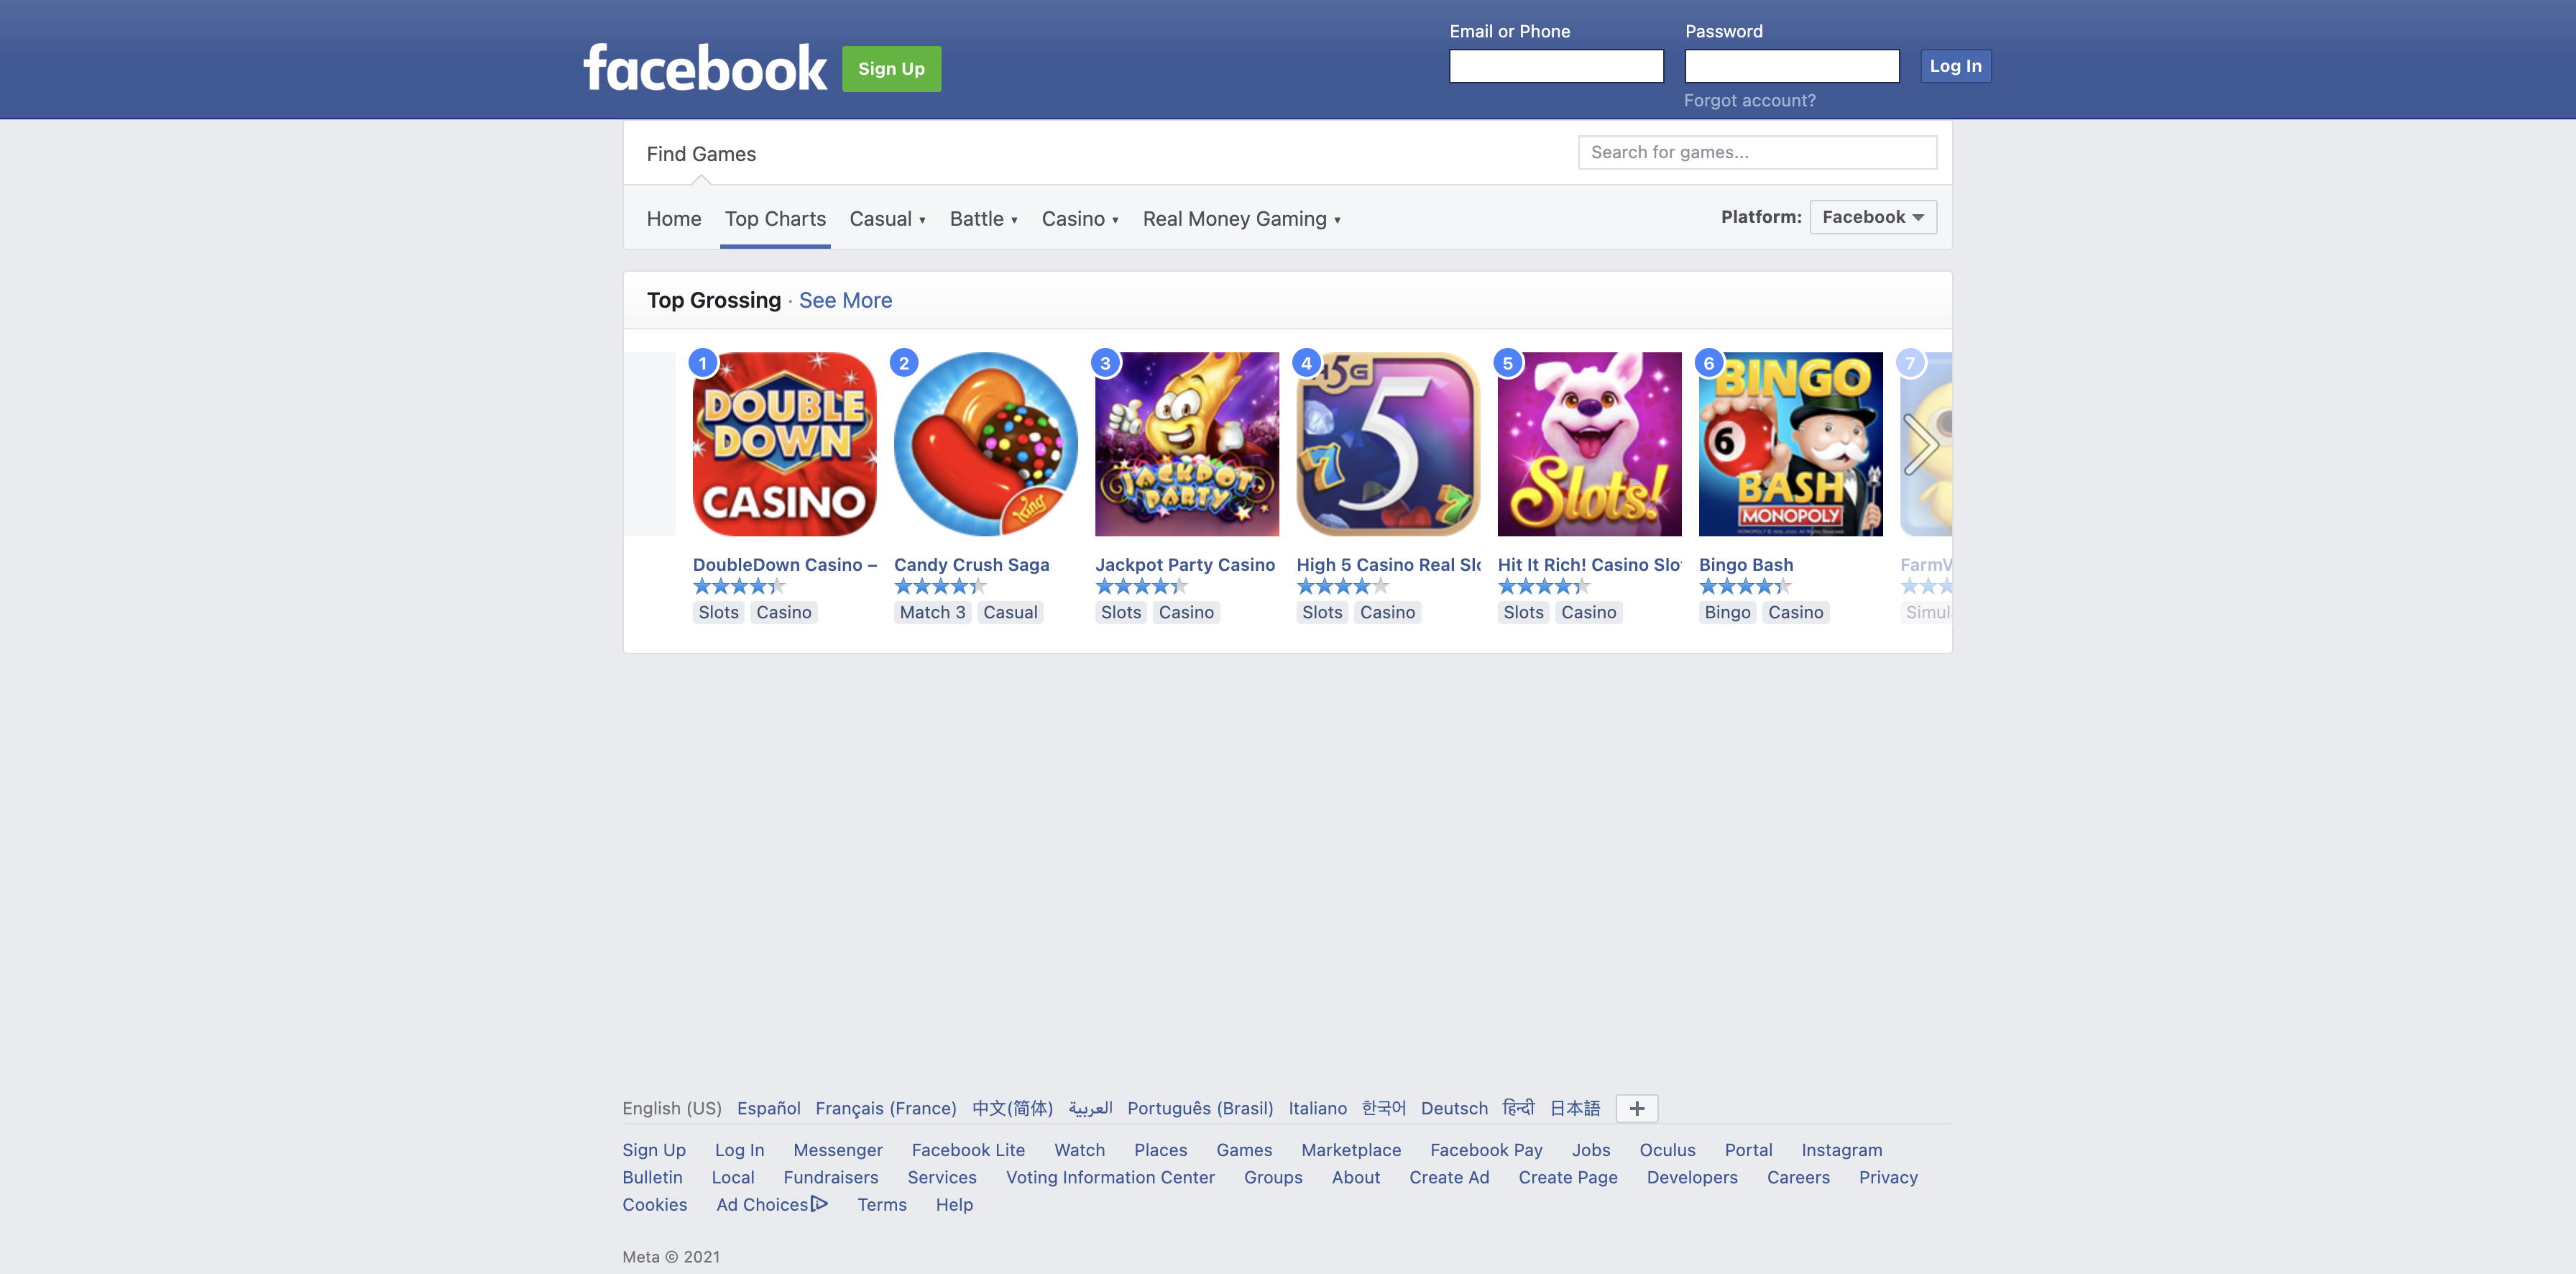 facebook
Sign Up
Email or Phone
Password
Log In
Forgot account?
Find Games
Search for games...
Home
Top Charts
Casual ▾
Battle ▾
Casino ▾
Real Money Gaming ▾
Platform:
Facebook
Top Grossing · See More
1
DOUBLE
DOWN
CASINO
2
King
3
JACKPOT
PARTY
4
H5G
5
7
7
5
Slots!
6
BINGO
6
BASH
MONOPOLY
7
DoubleDown Casino –
Slots Casino
Candy Crush Saga
Match 3 Casual
Jackpot Party Casino
Slots Casino
High 5 Casino Real Slo
Slots Casino
Hit It Rich! Casino Slo
Slots Casino
Bingo Bash
Bingo Casino
FarmV
Simul
English (US) Español Français (France) 中文(简体) العربية Português (Brasil) Italiano 한국어 Deutsch हिन्दी 日本語 +
Sign Up Log In Messenger Facebook Lite Watch Places Games Marketplace Facebook Pay Jobs Oculus Portal Instagram
Bulletin Local Fundraisers Services Voting Information Center Groups About Create Ad Create Page Developers Careers Privacy
Cookies Ad Choices Terms Help
Meta © 2021